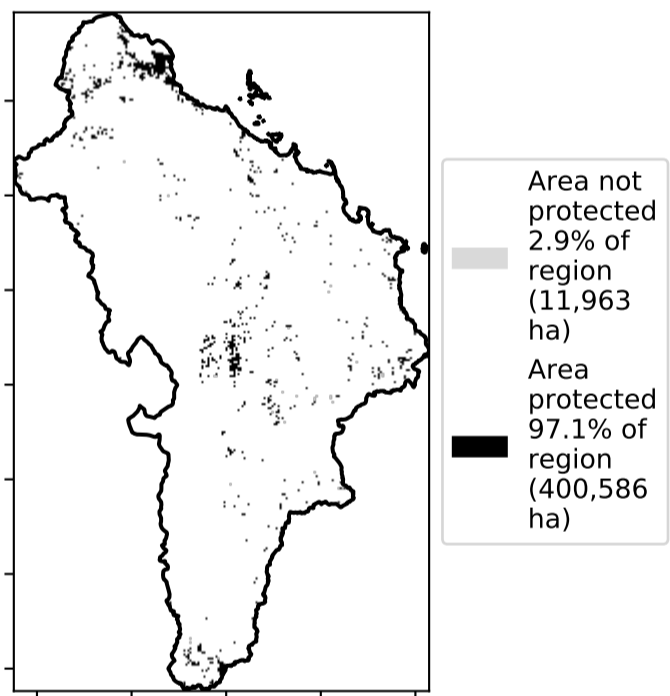 Area not
protected
2.9% of
region
(11,963
ha)
Area
protected
97.1% of
region
(400,586
ha)